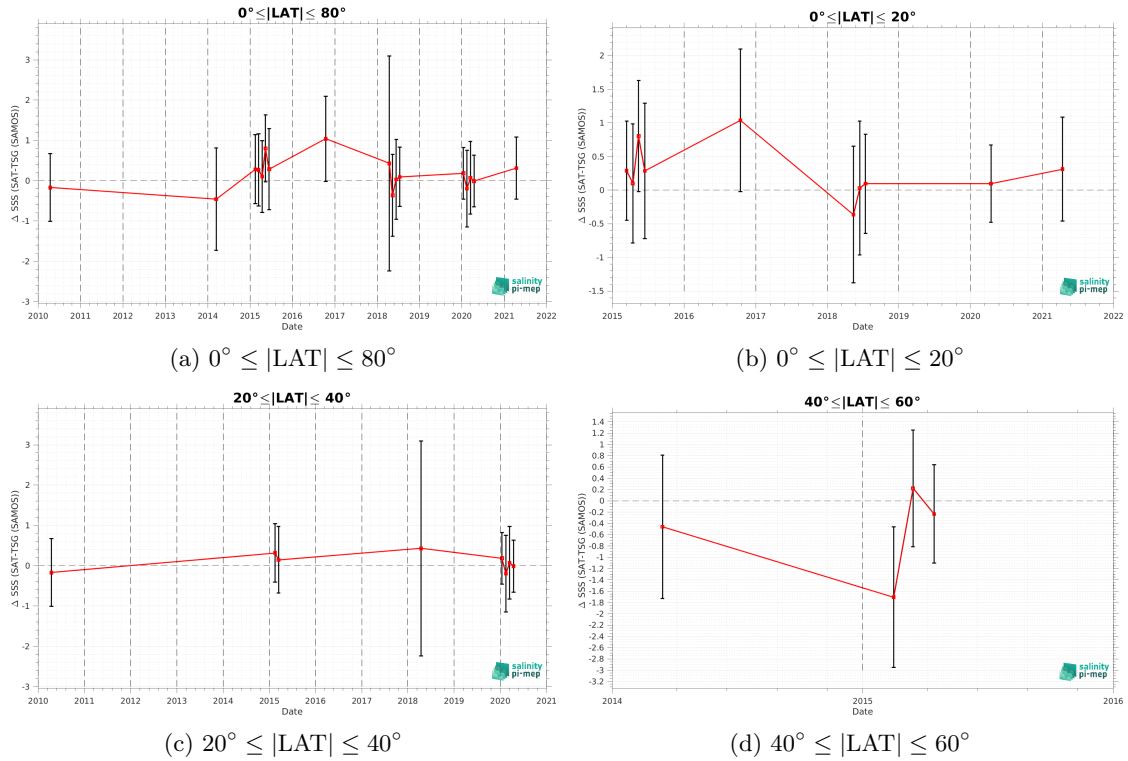 0°≤|LAT|≤ 80°
Δ SSS (SAT-TSG (SAMOS))
3
2
1
0
-1
-2
-3
2010 2011 2012 2013 2014 2015 2016 2017 2018 2019 2020 2021 2022
Date
salinity
pi-mep
(a) 0° ≤ |LAT| ≤ 80°
0°≤|LAT|≤ 20°
Δ SSS (SAT-TSG (SAMOS))
2
1.5
1
0.5
0
-0.5
-1
-1.5
2015 2016 2017 2018 2019 2020 2021 2022
Date
salinity
pi-mep
(b) 0° ≤ |LAT| ≤ 20°
20°≤|LAT|≤ 40°
Δ SSS (SAT-TSG (SAMOS))
3
2
1
0
-1
-2
-3
2010 2011 2012 2013 2014 2015 2016 2017 2018 2019 2020 2021
Date
salinity
pi-mep
(c) 20° ≤ |LAT| ≤ 40°
40°≤|LAT|≤ 60°
Δ SSS (SAT-TSG (SAMOS))
1.4
1.2
1
0.8
0.6
0.4
0.2
0
-0.2
-0.4
-0.6
-0.8
-1
-1.2
-1.4
-1.6
-1.8
-2
-2.2
-2.4
-2.6
-2.8
-3
-3.2
2014 2015 2016
Date
salinity
pi-mep
(d) 40° ≤ |LAT| ≤ 60°